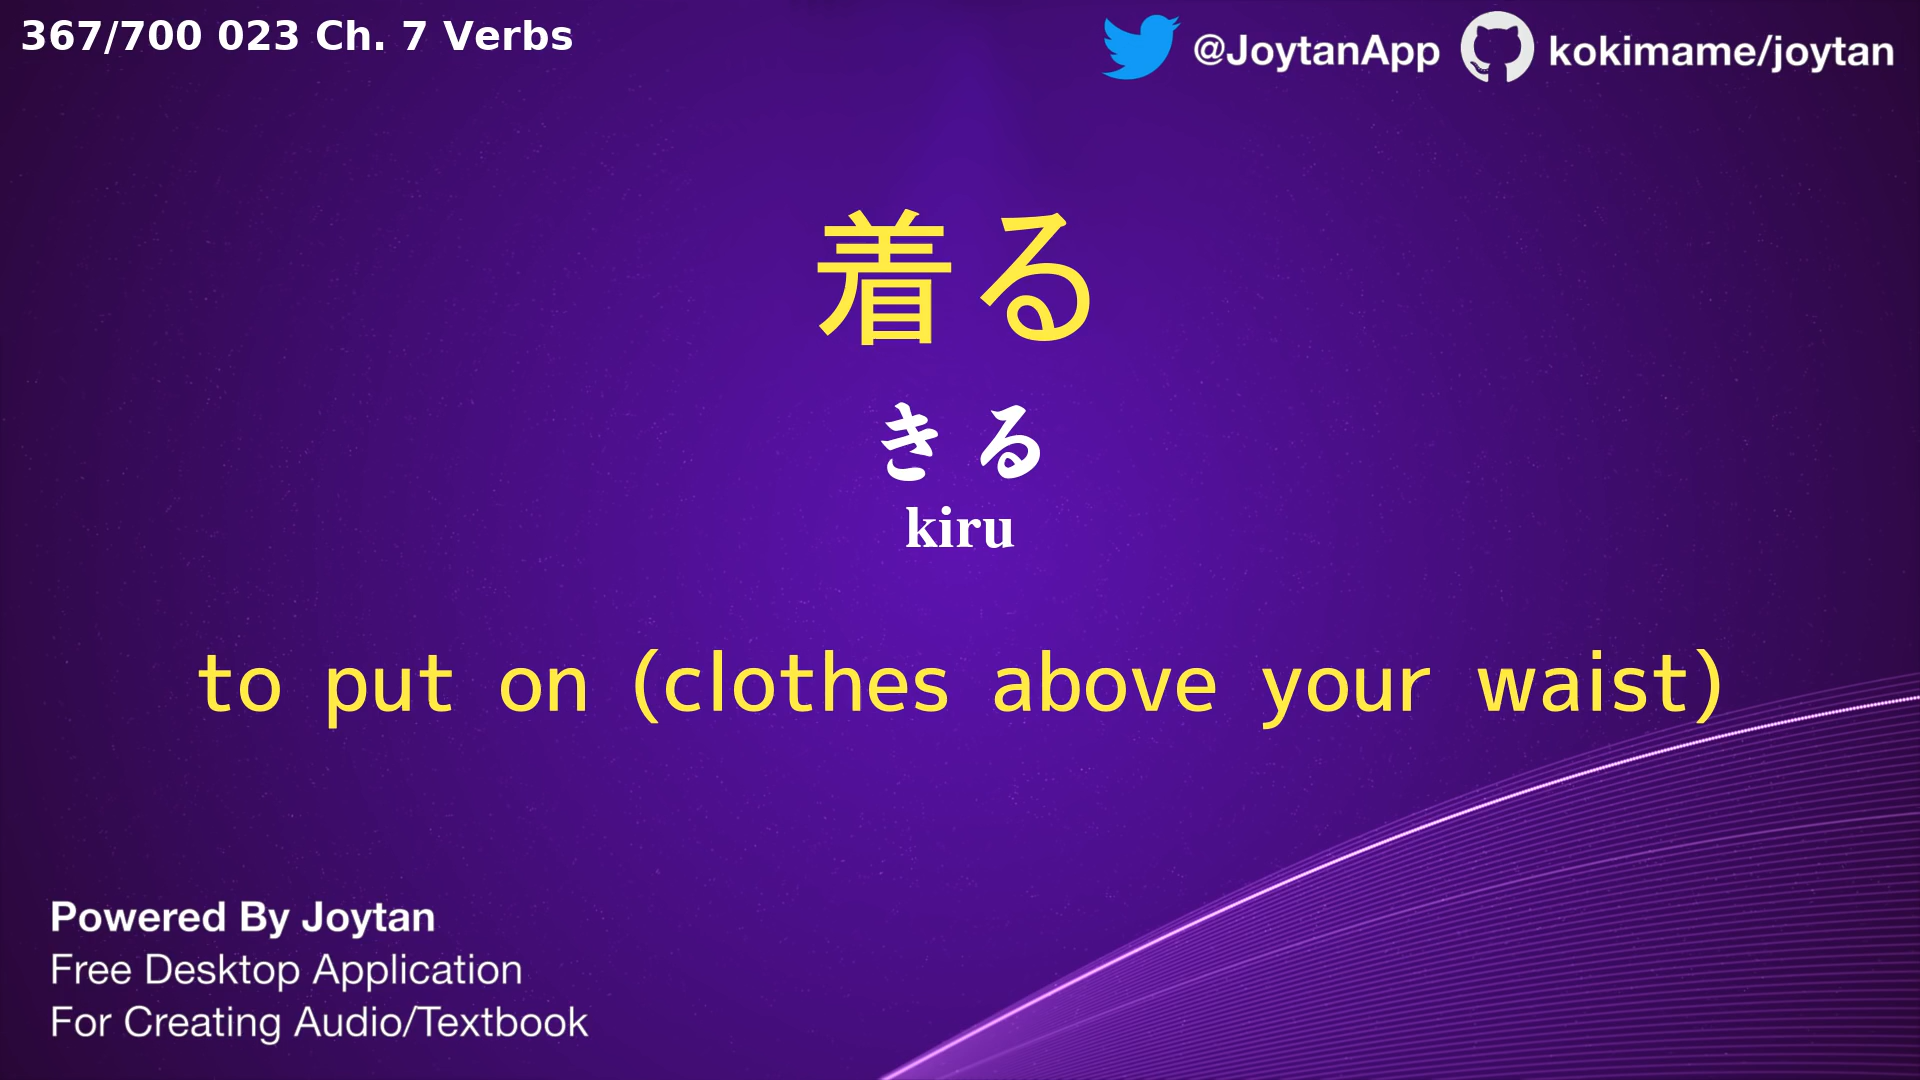 367/700 023 Ch. 7 Verbs
@JoytanApp kokimame/joytan
着る
きる
kiru
to put on (clothes above your waist)
Powered By Joytan
Free Desktop Application
For Creating Audio/Textbook